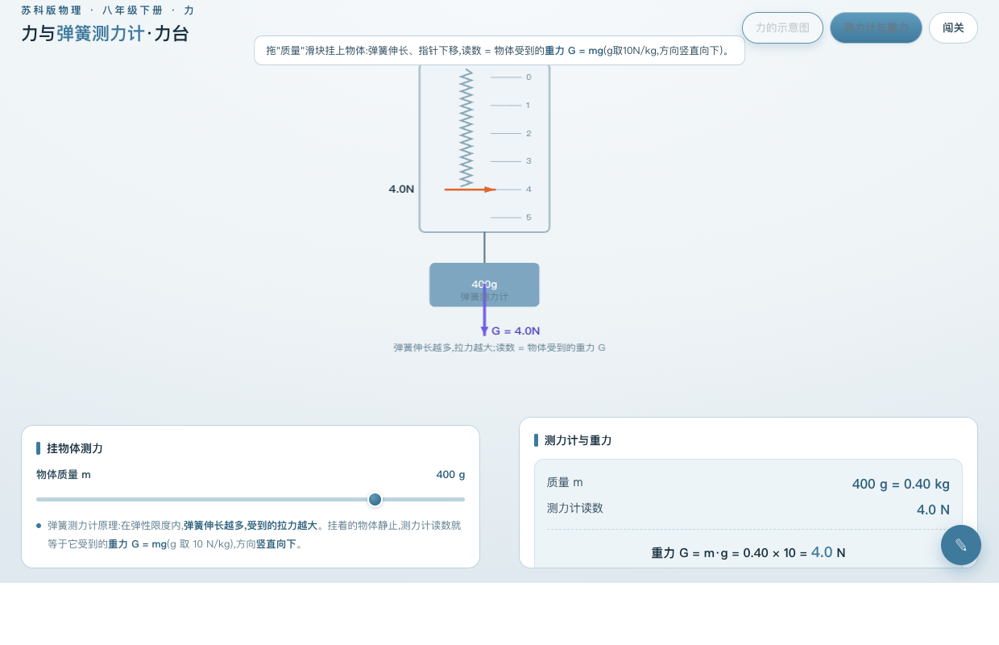 苏科版物理 · 八年级下册 · 力
力与弹簧测力计·力台
力的示意图
测力计与重力
闯关
拖"质量"滑块挂上物体:弹簧伸长、指针下移,读数 = 物体受到的重力 G = mg(g取10N/kg,方向竖直向下)。
0
1
2
3
4.0N
4
5
400g
弹簧测力计
G = 4.0N
弹簧伸长越多,拉力越大;读数 = 物体受到的重力 G
挂物体测力
物体质量 m
400 g
弹簧测力计原理:在弹性限度内,弹簧伸长越多,受到的拉力越大。挂着的物体静止,测力计读数就
等于它受到的重力 G = mg(g 取 10 N/kg),方向竖直向下。
测力计与重力
质量 m
400 g = 0.40 kg
测力计读数
4.0 N
重力 G = m·g = 0.40 × 10 = 4.0 N